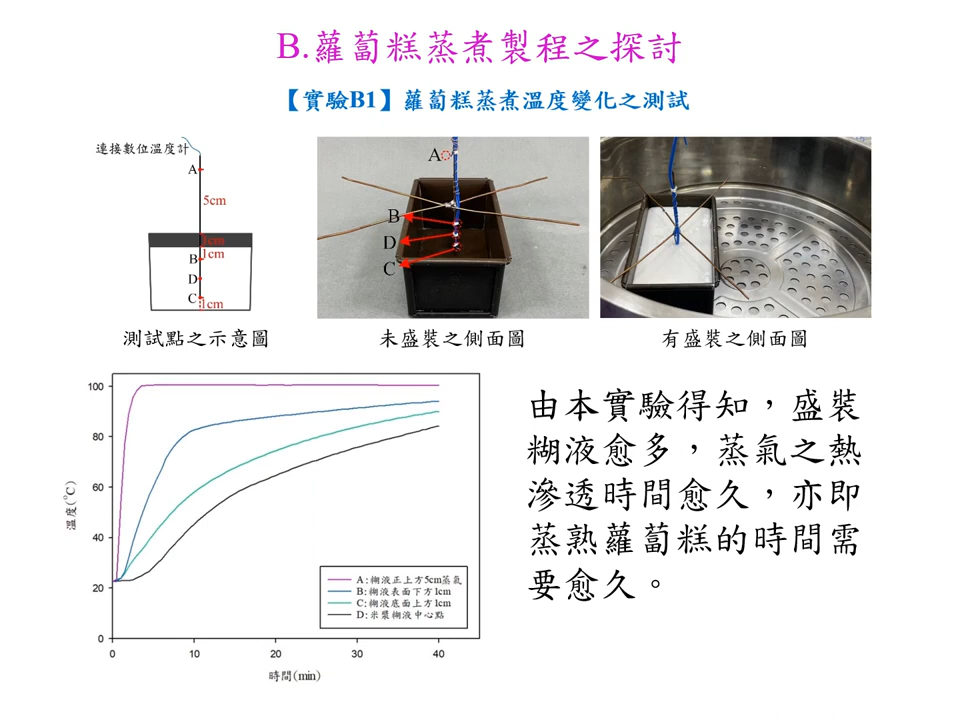 B.蘿蔔糕蒸煮製程之探討
【實驗B1】蘿蔔糕蒸煮溫度變化之測試
連接數位溫度計
A
5cm
1cm
1cm
B
D
C
1cm
測試點之示意圖
A
B
D
C
未盛裝之側面圖
有盛裝之側面圖
100
80
60
40
20
0
溫度(°C)
0 10 20 30 40
時間(min)
A:糊液正上方5cm蒸氣
B:糊液表面下方1cm
C:糊液底面上方1cm
D:米漿糊液中心點
由本實驗得知，盛裝
糊液愈多，蒸氣之熱
滲透時間愈久，亦即
蒸熟蘿蔔糕的時間需
要愈久。